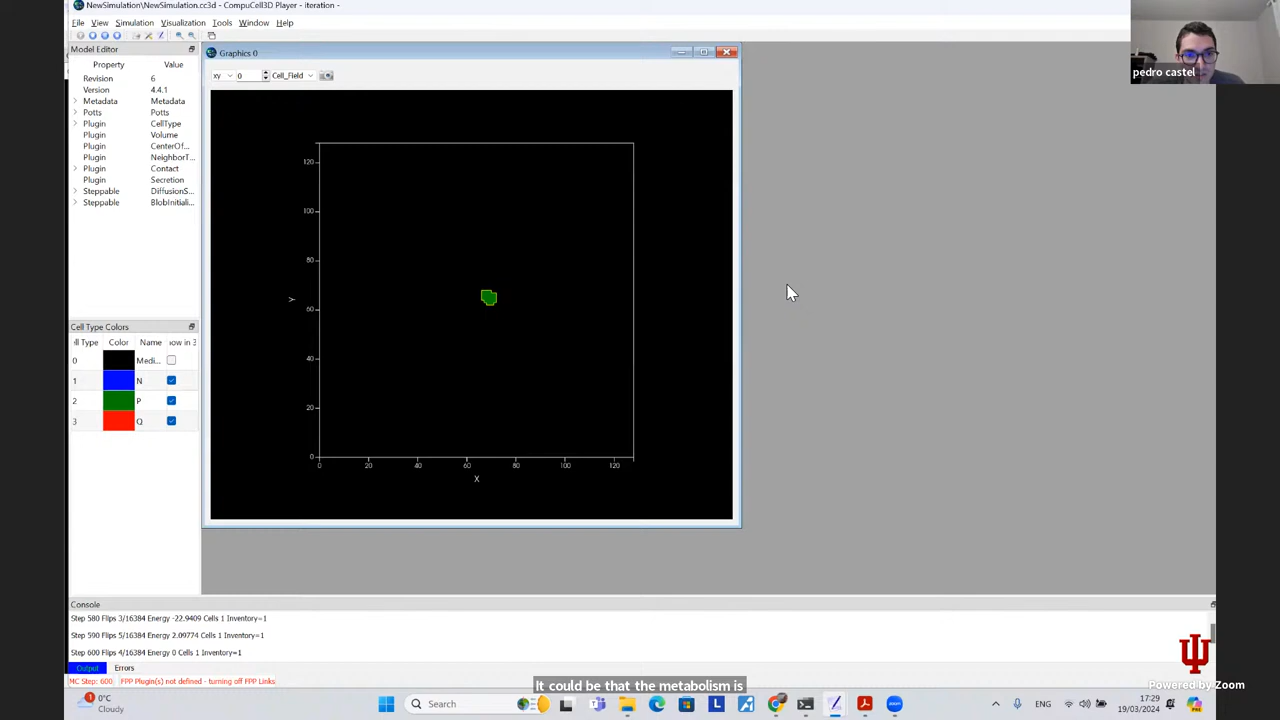 NewSimulation\NewSimulation.cc3d - CompuCell3D Player - iteration -
File View Simulation Visualization Tools Window Help
pedro castel
Model Editor
Property Value
Revision 6
Version 4.4.1
Metadata Metadata
Potts Potts
Plugin CellType
Plugin Volume
Plugin CenterOf...
Plugin NeighborT...
Plugin Contact
Plugin Secretion
Steppable DiffusionS...
Steppable BlobInitiali...
Cell Type Colors
ll Type Color Name ow in 3
0 Medi...
1 N
2 P
3 Q
Graphics 0
xy 0 Cell_Field
120
100
80
60
40
20
0
Y
0 20 40 60 80 100 120
X
Console
Step 580 Flips 3/16384 Energy -22.9409 Cells 1 Inventory=1
Step 590 Flips 5/16384 Energy 2.09774 Cells 1 Inventory=1
Step 600 Flips 4/16384 Energy 0 Cells 1 Inventory=1
Output Errors
MC Step: 600 FPP Plugin(s) not defined - turning off FPP Links
It could be that the metabolism is
Powered by Zoom
1
0°C
Cloudy
Search
ENG
17:29
19/03/2024